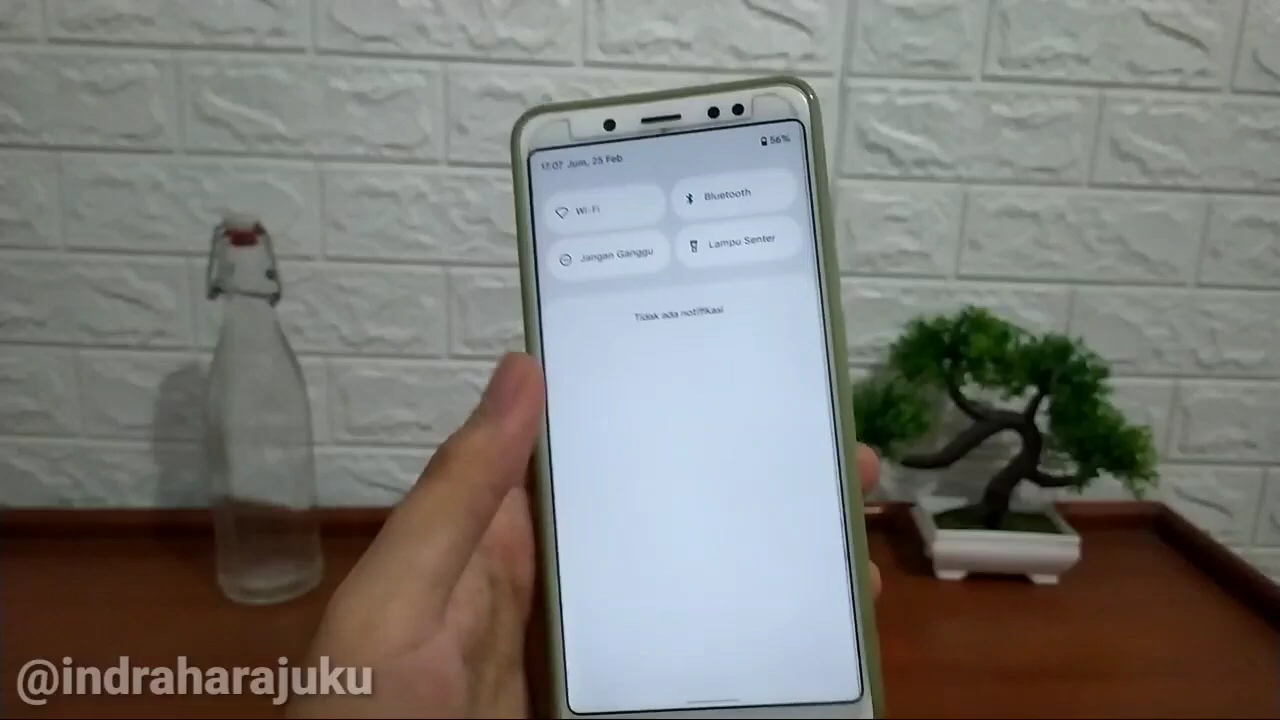 17:07 Jum, 25 Feb
56%
Wi-Fi
Bluetooth
Jangan Ganggu
Lampu Senter
Tidak ada notifikasi
@indraharajuku